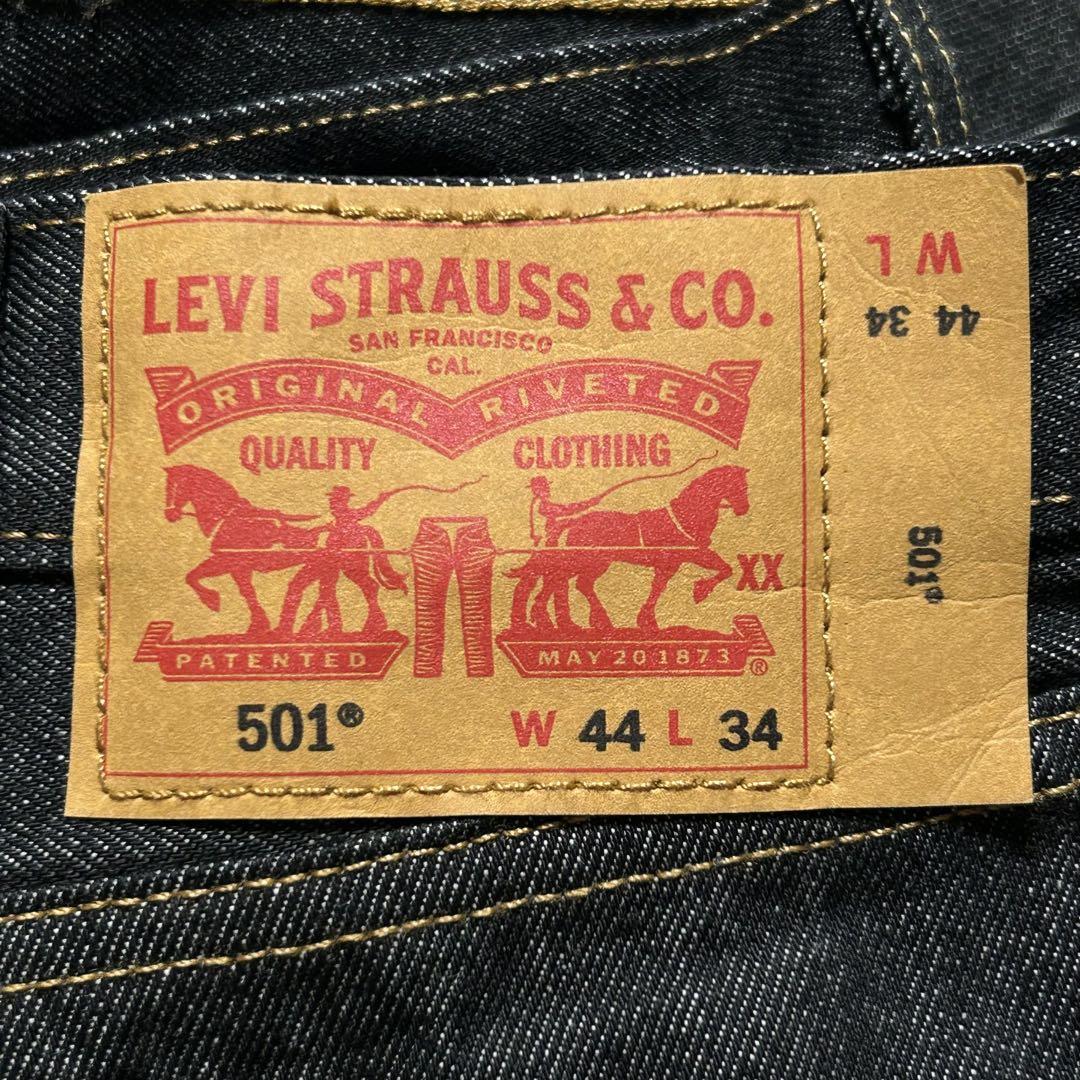 LEVI STRAUSS & CO.
SAN FRANCISCO
CAL.
ORIGINAL RIVETED
QUALITY CLOTHING
XX
PATENTED MAY 20 1873 ®
501® W 44 L 34
W L
44 34
501®